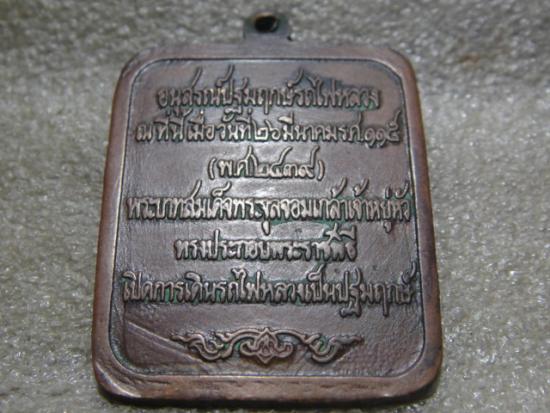 อนุสรณ์ปฐมฤกษ์รถไฟหลวง
ณ ที่นี้ เมื่อวันที่ ๒๖ มีนาคม ร.ศ. ๑๑๕
(พ.ศ. ๒๔๓๙)
พระบาทสมเด็จพระจุลจอมเกล้าเจ้าอยู่หัว
ทรงประกอบพระราชพิธี
เปิดการเดินรถไฟหลวงเป็นปฐมฤกษ์